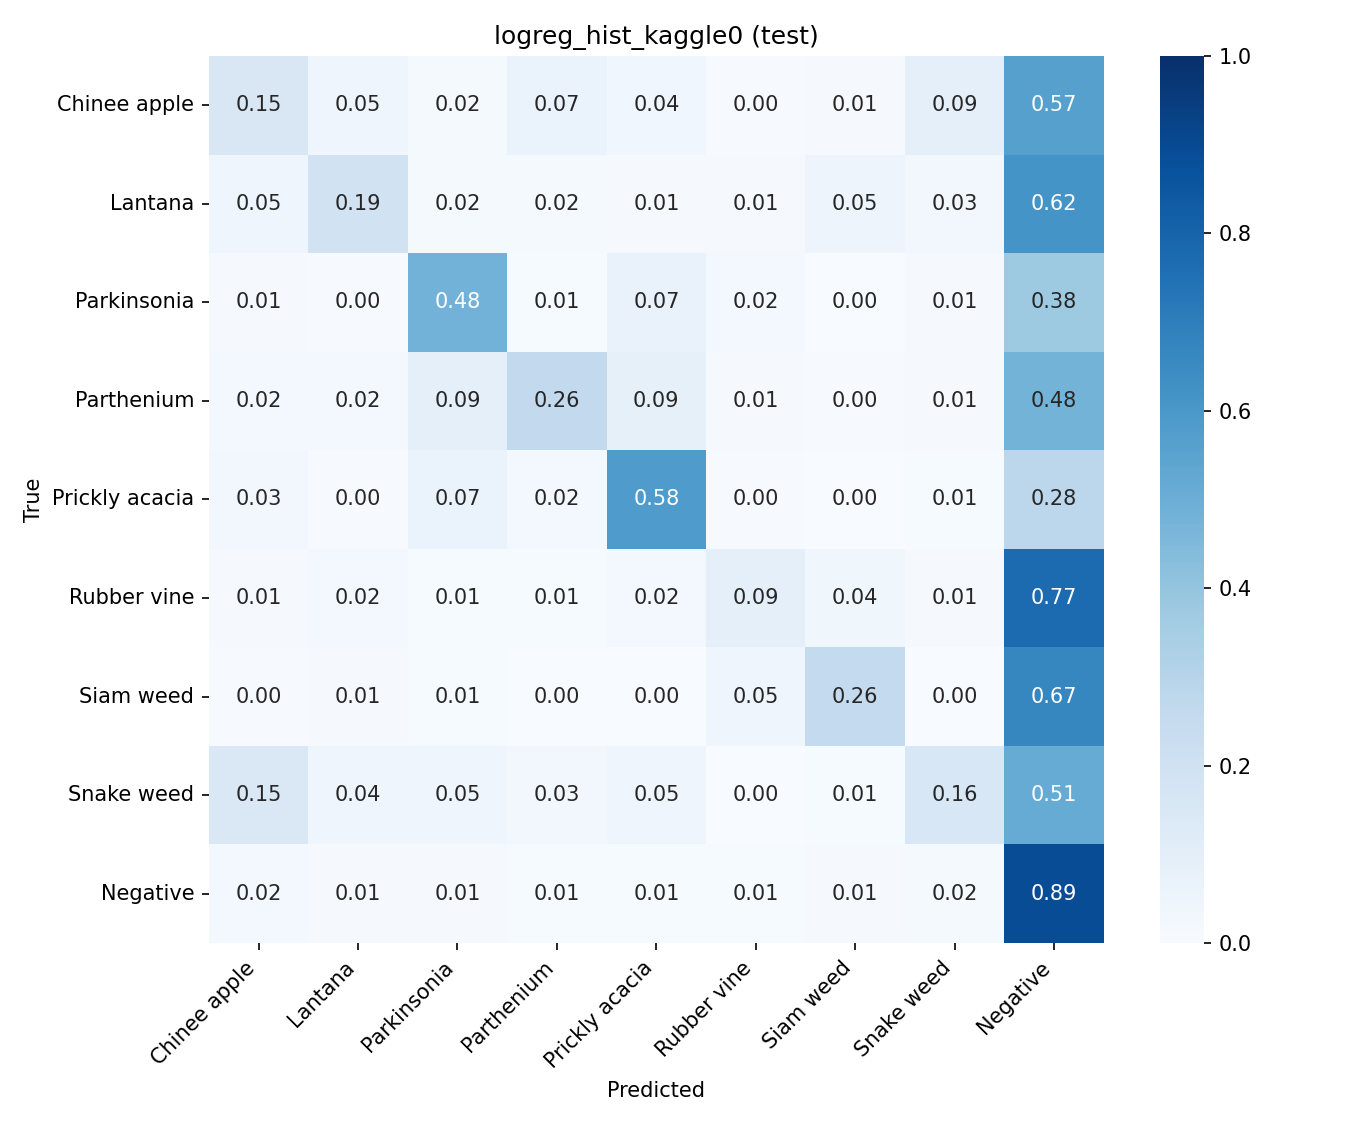 logreg_hist_kaggle0 (test)
Chinee apple 0.15 0.05 0.02 0.07 0.04 0.00 0.01 0.09 0.57
Lantana 0.05 0.19 0.02 0.02 0.01 0.01 0.05 0.03 0.62
Parkinsonia 0.01 0.00 0.48 0.01 0.07 0.02 0.00 0.01 0.38
Parthenium 0.02 0.02 0.09 0.26 0.09 0.01 0.00 0.01 0.48
Prickly acacia 0.03 0.00 0.07 0.02 0.58 0.00 0.00 0.01 0.28
Rubber vine 0.01 0.02 0.01 0.01 0.02 0.09 0.04 0.01 0.77
Siam weed 0.00 0.01 0.01 0.00 0.00 0.05 0.26 0.00 0.67
Snake weed 0.15 0.04 0.05 0.03 0.05 0.00 0.01 0.16 0.51
Negative 0.02 0.01 0.01 0.01 0.01 0.01 0.01 0.02 0.89
True
Chinee apple
Lantana
Parkinsonia
Parthenium
Prickly acacia
Rubber vine
Siam weed
Snake weed
Negative
Predicted
1.0
0.8
0.6
0.4
0.2
0.0